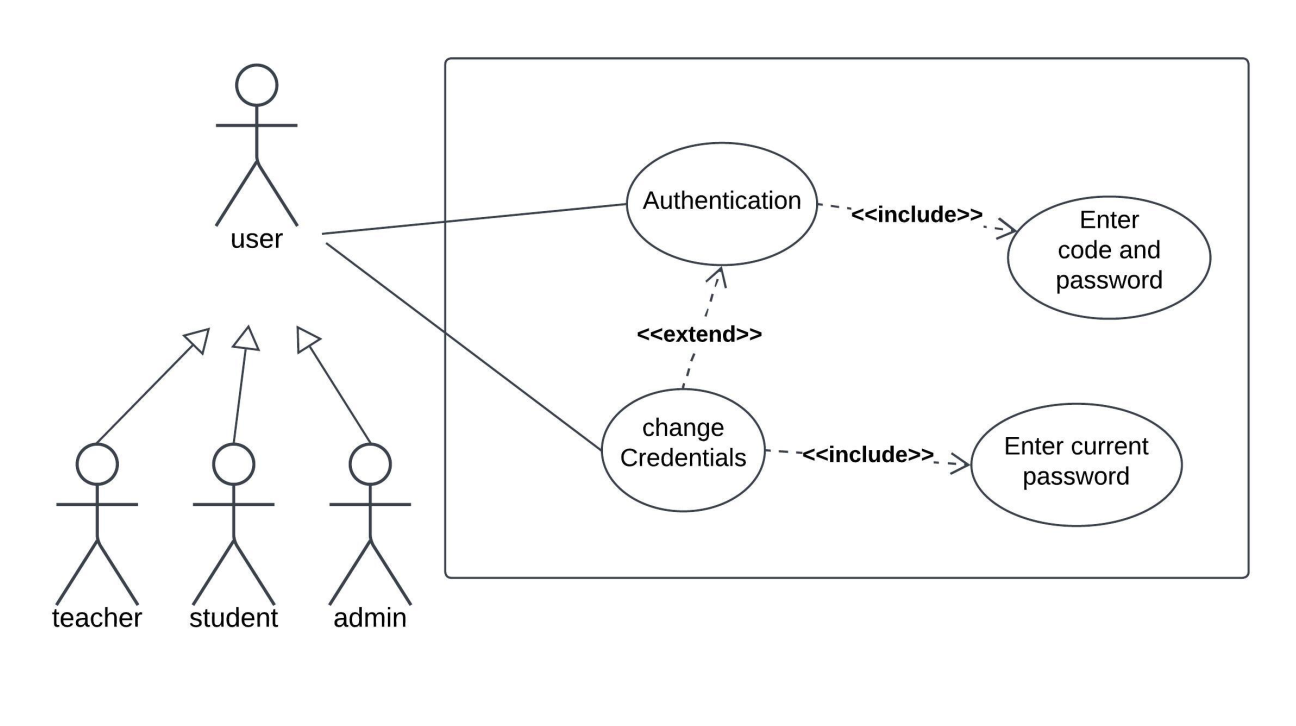 user
Authentication
<<include>>
Enter
code and
password
<<extend>>
change
Credentials
<<include>>
Enter current
password
teacher
student
admin